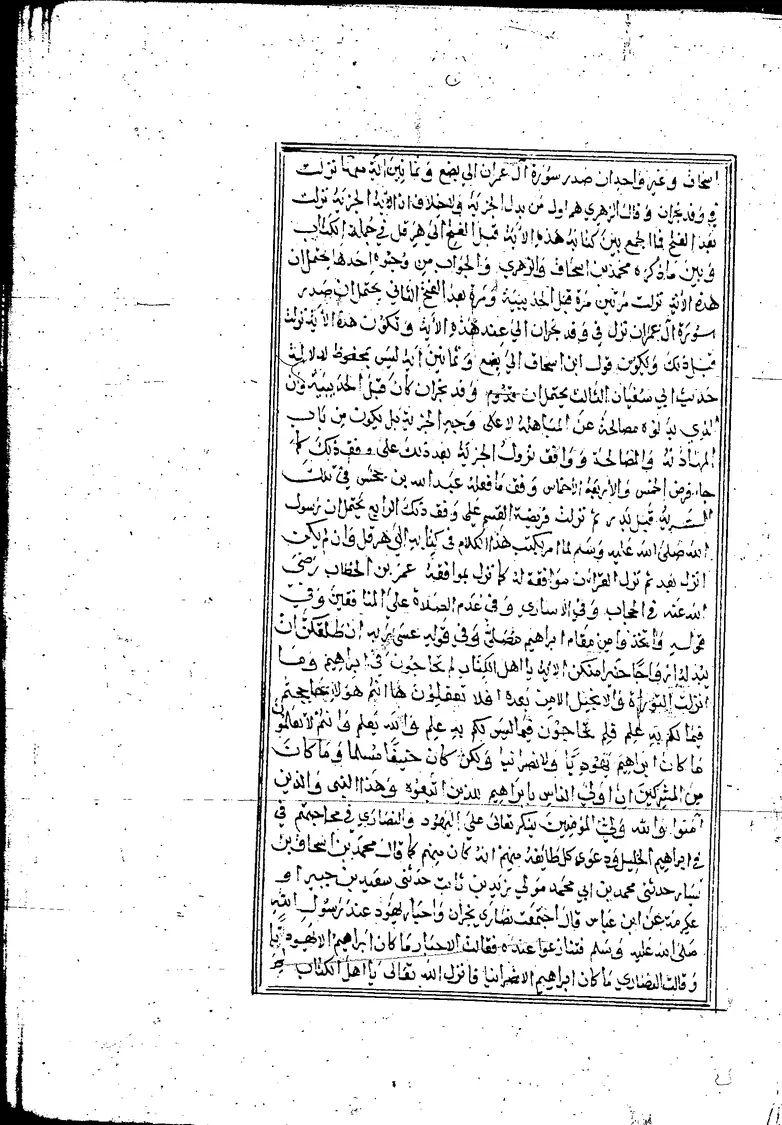 اسحاق وغير واحد ان صدر سورة آل عمران الى بضع وثمانين اية منها نزلت
في وفد نجران وقال الزهري هم اول من بذل الجزية ولا خلاف ان اية الجزية نزلت
بعد الفتح فما الجمع بين كتابة هذه الاية قبل الفتح الى هرقل في جملة الكتاب
وبين ما ذكره محمد بن اسحاق والزهري والجواب من وجوه احدها يحتمل ان
هذه الاية نزلت مرتين مرة قبل الحديبية ومرة بعد الفتح الثاني يحتمل ان صدر
سورة آل عمران نزل في وفد نجران الى عند هذه الاية وتكون هذه الاية نزلت
قبل ذلك ويكون قول ابن اسحاق الى بضع وثمانين اية ليس بمحفوظ لدلالة
حديث ابي سفيان الثالث يحتمل ان قدوم وفد نجران كان قبل الحديبية وان
الذي بذلوه مصالحة عن المباهلة لا على وجه الجزية بل يكون من باب
المهادنة والمصالحة ووافق نزول الجزية بعد ذلك على وفق ذلك كما
جاء فرض الخمس والاربعة الاخماس وفق ما فعله عبد الله بن جحش في تلك
السرية قبل بدر ثم نزلت فريضة القسم على وفق ذلك الرابع يحتمل ان رسول
الله صلى الله عليه وسلم لما امر بكتب هذا الكلام في كتابه الى هرقل وان لم يكن
انزل بعد ثم نزل القرءان موافقة له كما نزل بموافقة عمر بن الخطاب رضي
الله عنه في الحجاب وفي الاسارى وفي عدم الصلاة على المنافقين وفي
قوله واتخذوا من مقام ابراهيم مصلى وفي قوله عسى ربه ان طلقكن ان
يبدله ازواجا خيرا منكن الاية يا اهل الكتاب لم تحاجون في ابراهيم وما
انزلت التوراة والانجيل الا من بعده افلا تعقلون ها انتم هولاء حاججتم
فيما لكم به علم فلم تحاجون فيما ليس لكم به علم والله يعلم وانتم لا تعلمون
ما كان ابراهيم يهوديا ولا نصرانيا ولكن كان حنيفا مسلما وما كان
من المشركين ان اولى الناس بابراهيم للذين اتبعوه وهذا النبي والذين
آمنوا والله ولي المومنين ينكر تعالى على اليهود والنصارى في محاجتهم في
في ابراهيم الخليل ودعوى كل طايفة منهم انه كان منهم كما قال محمد بن اسحاق بن
يسار حدثني محمد بن ابي محمد مولى زيد بن ثابت حدثني سعيد بن جبير او
عكرمة عن ابن عباس قال اجتمعت نصارى نجران واحبار يهود عند رسول الله
صلى الله عليه وسلم فتنازعوا عنده فقالت الاحبار ما كان ابراهيم الا يهوديا
وقالت النصارى ما كان ابراهيم الا نصرانيا فانزل الله تعالى يا اهل الكتاب لم